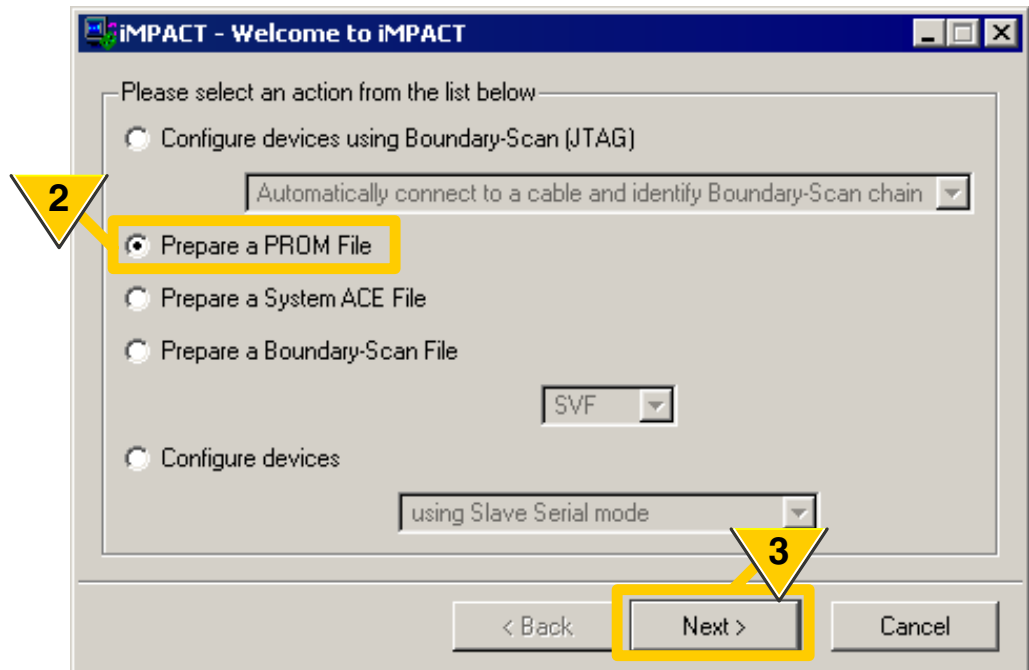 iMPACT - Welcome to iMPACT
Please select an action from the list below
Configure devices using Boundary-Scan (JTAG)
Automatically connect to a cable and identify Boundary-Scan chain
2
Prepare a PROM File
Prepare a System ACE File
Prepare a Boundary-Scan File
SVF
Configure devices
using Slave Serial mode
3
< Back Next > Cancel